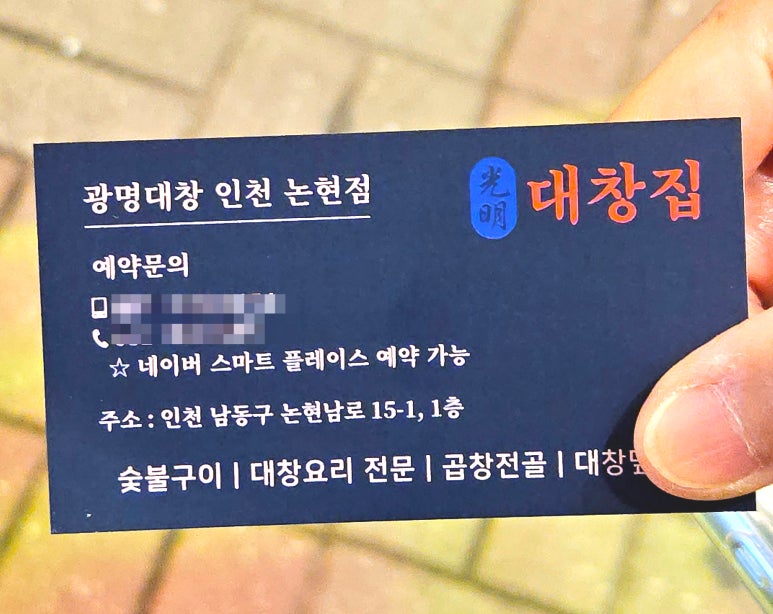 광명대창 인천 논현점
光明 대창집
예약문의
☆ 네이버 스마트 플레이스 예약 가능
주소 : 인천 남동구 논현남로 15-1, 1층
숯불구이 | 대창요리 전문 | 곱창전골 |